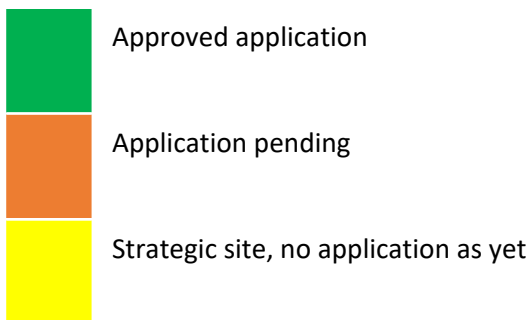 Approved application
Application pending
Strategic site, no application as yet